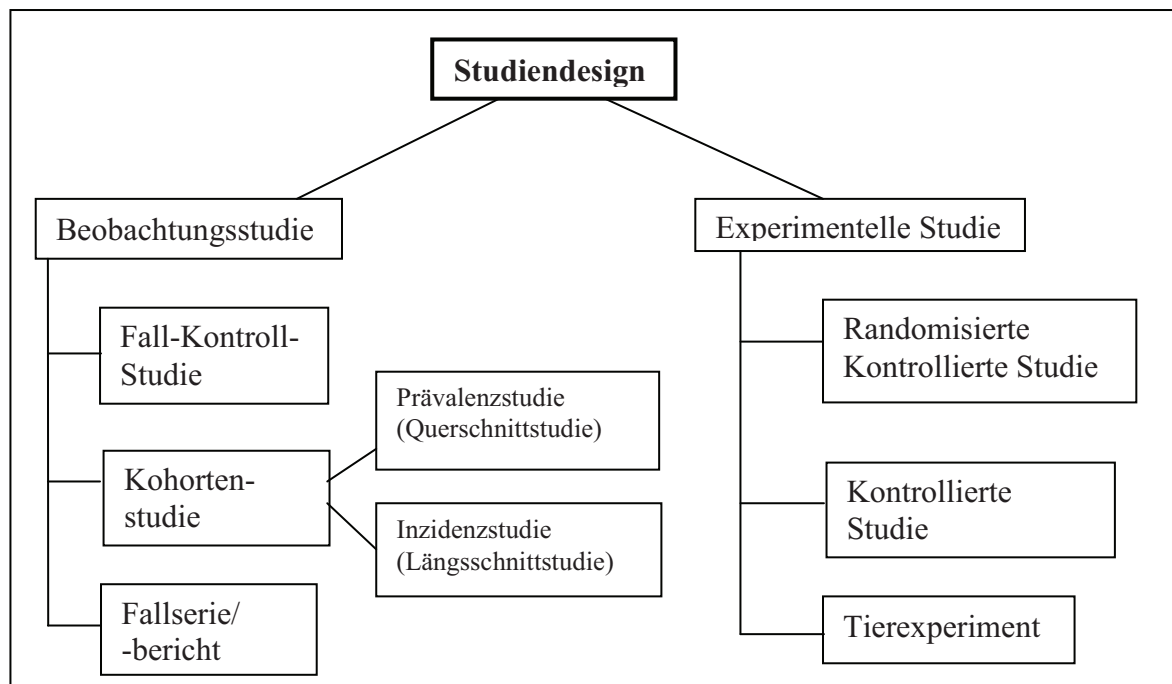 Studiendesign
Beobachtungsstudie
Fall-Kontroll-
Studie
Kohorten-
studie
Prävalenzstudie
(Querschnittstudie)
Inzidenzstudie
(Längsschnittstudie)
Fallserie/
-bericht
Experimentelle Studie
Randomisierte
Kontrollierte Studie
Kontrollierte
Studie
Tierexperiment